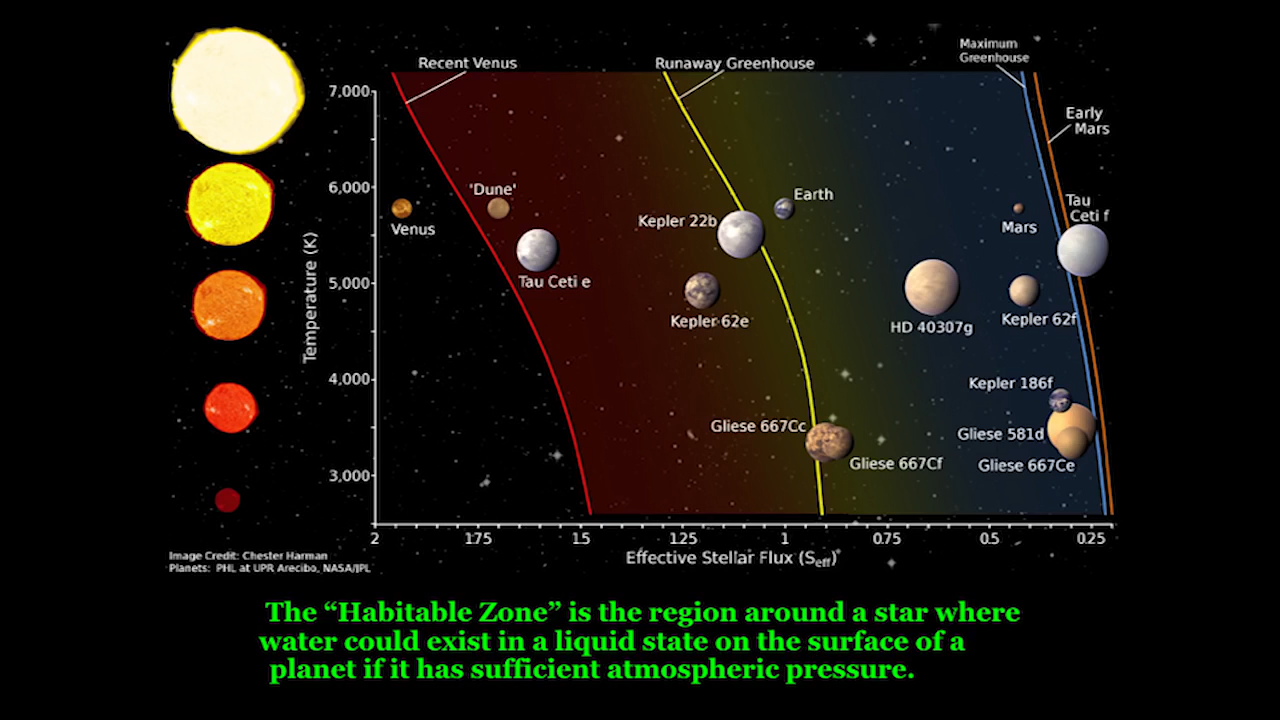 Recent Venus
Runaway Greenhouse
Maximum
Greenhouse
Early
Mars
7,000
6,000
5,000
4,000
3,000
Temperature (K)
'Dune'
Venus
Tau Ceti e
Kepler 22b
Earth
Kepler 62e
Mars
Tau
Ceti f
HD 40307g
Kepler 62f
Kepler 186f
Gliese 667Cc
Gliese 581d
Gliese 667Cf
Gliese 667Ce
2 1.75 1.5 1.25 1 0.75 0.5 0.25
Effective Stellar Flux (Seff)
Image Credit: Chester Harman
Planets: PHL at UPR Arecibo, NASA/JPL
The “Habitable Zone” is the region around a star where
water could exist in a liquid state on the surface of a
planet if it has sufficient atmospheric pressure.